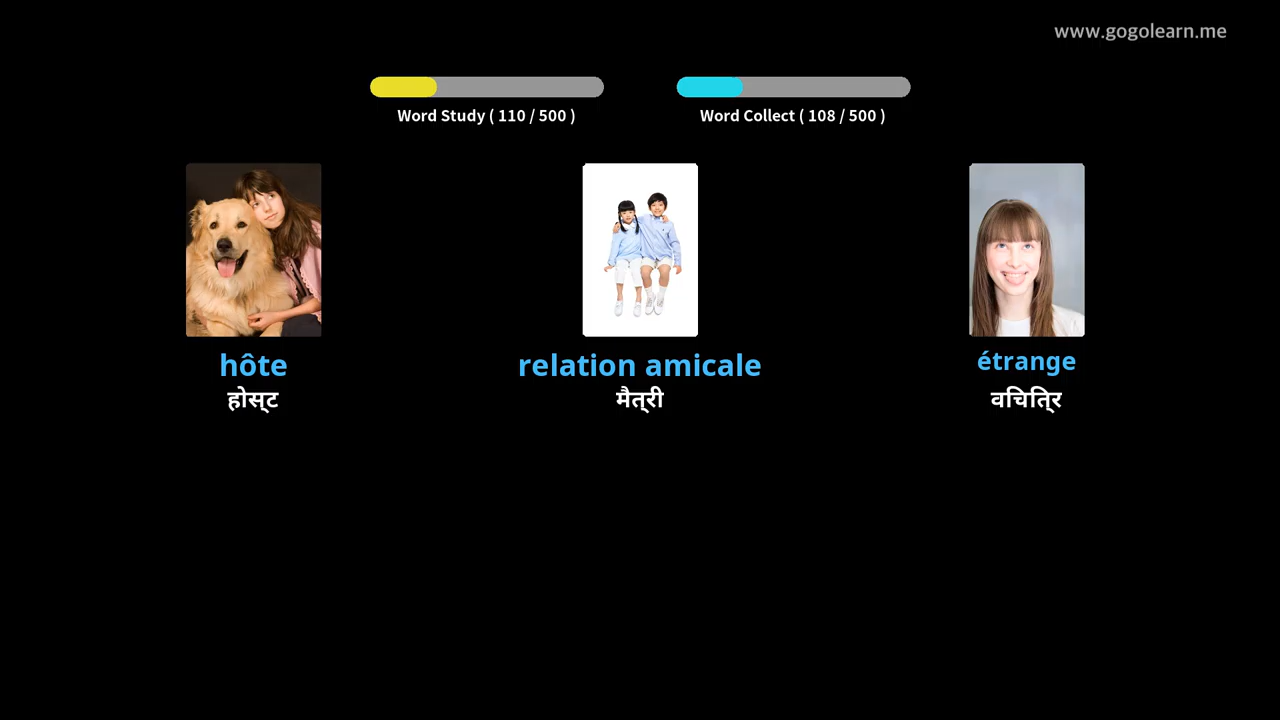 www.gogolearn.me
Word Study ( 110 / 500 )
Word Collect ( 108 / 500 )
hôte
होस्ट
relation amicale
मैत्री
étrange
वचित्रि